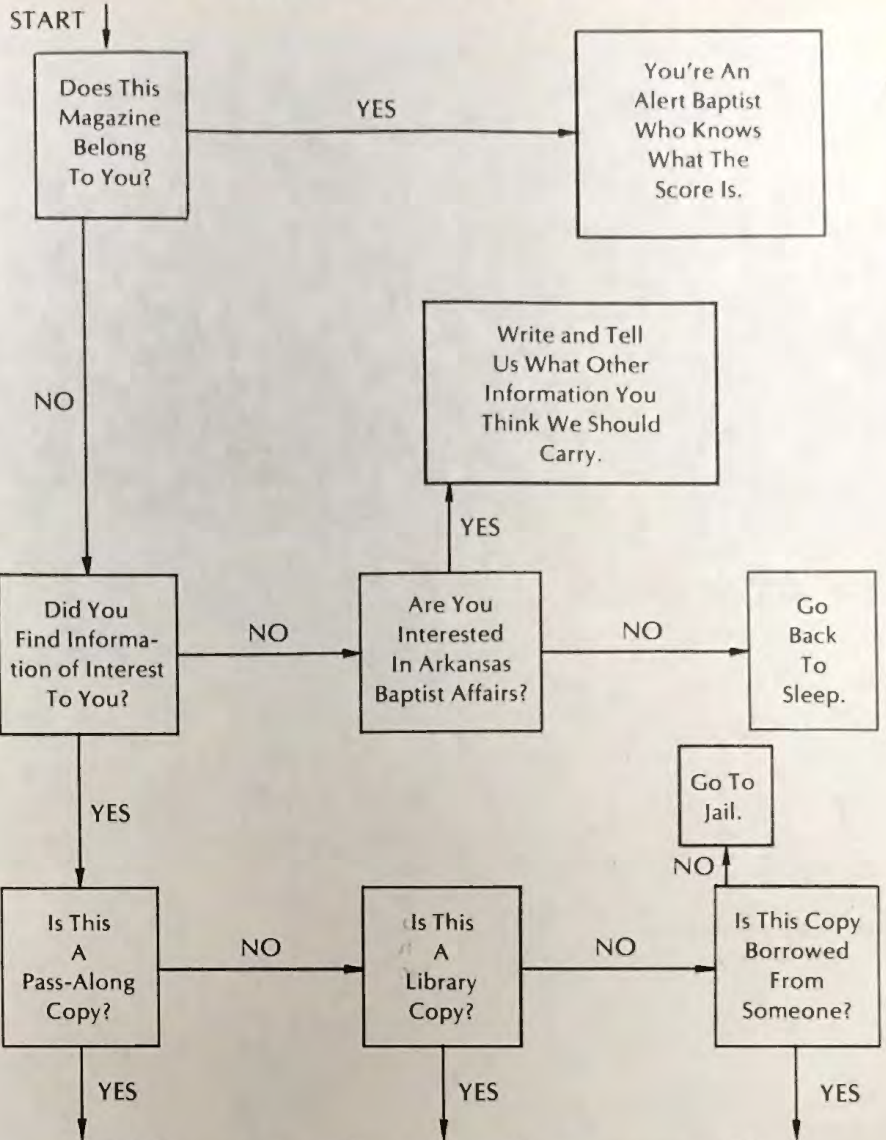 START
Does This
Magazine
Belong
To You?
YES
You're An
Alert Baptist
Who Knows
What The
Score Is.
NO
Write and Tell
Us What Other
Information You
Think We Should
Carry.
YES
Did You
Find Informa-
tion of Interest
To You?
NO
Are You
Interested
In Arkansas
Baptist Affairs?
NO
Go
Back
To
Sleep.
YES
Go To
Jail.
NO
Is This
A
Pass-Along
Copy?
NO
Is This
A
Library
Copy?
NO
Is This Copy
Borrowed
From
Someone?
YES
YES
YES